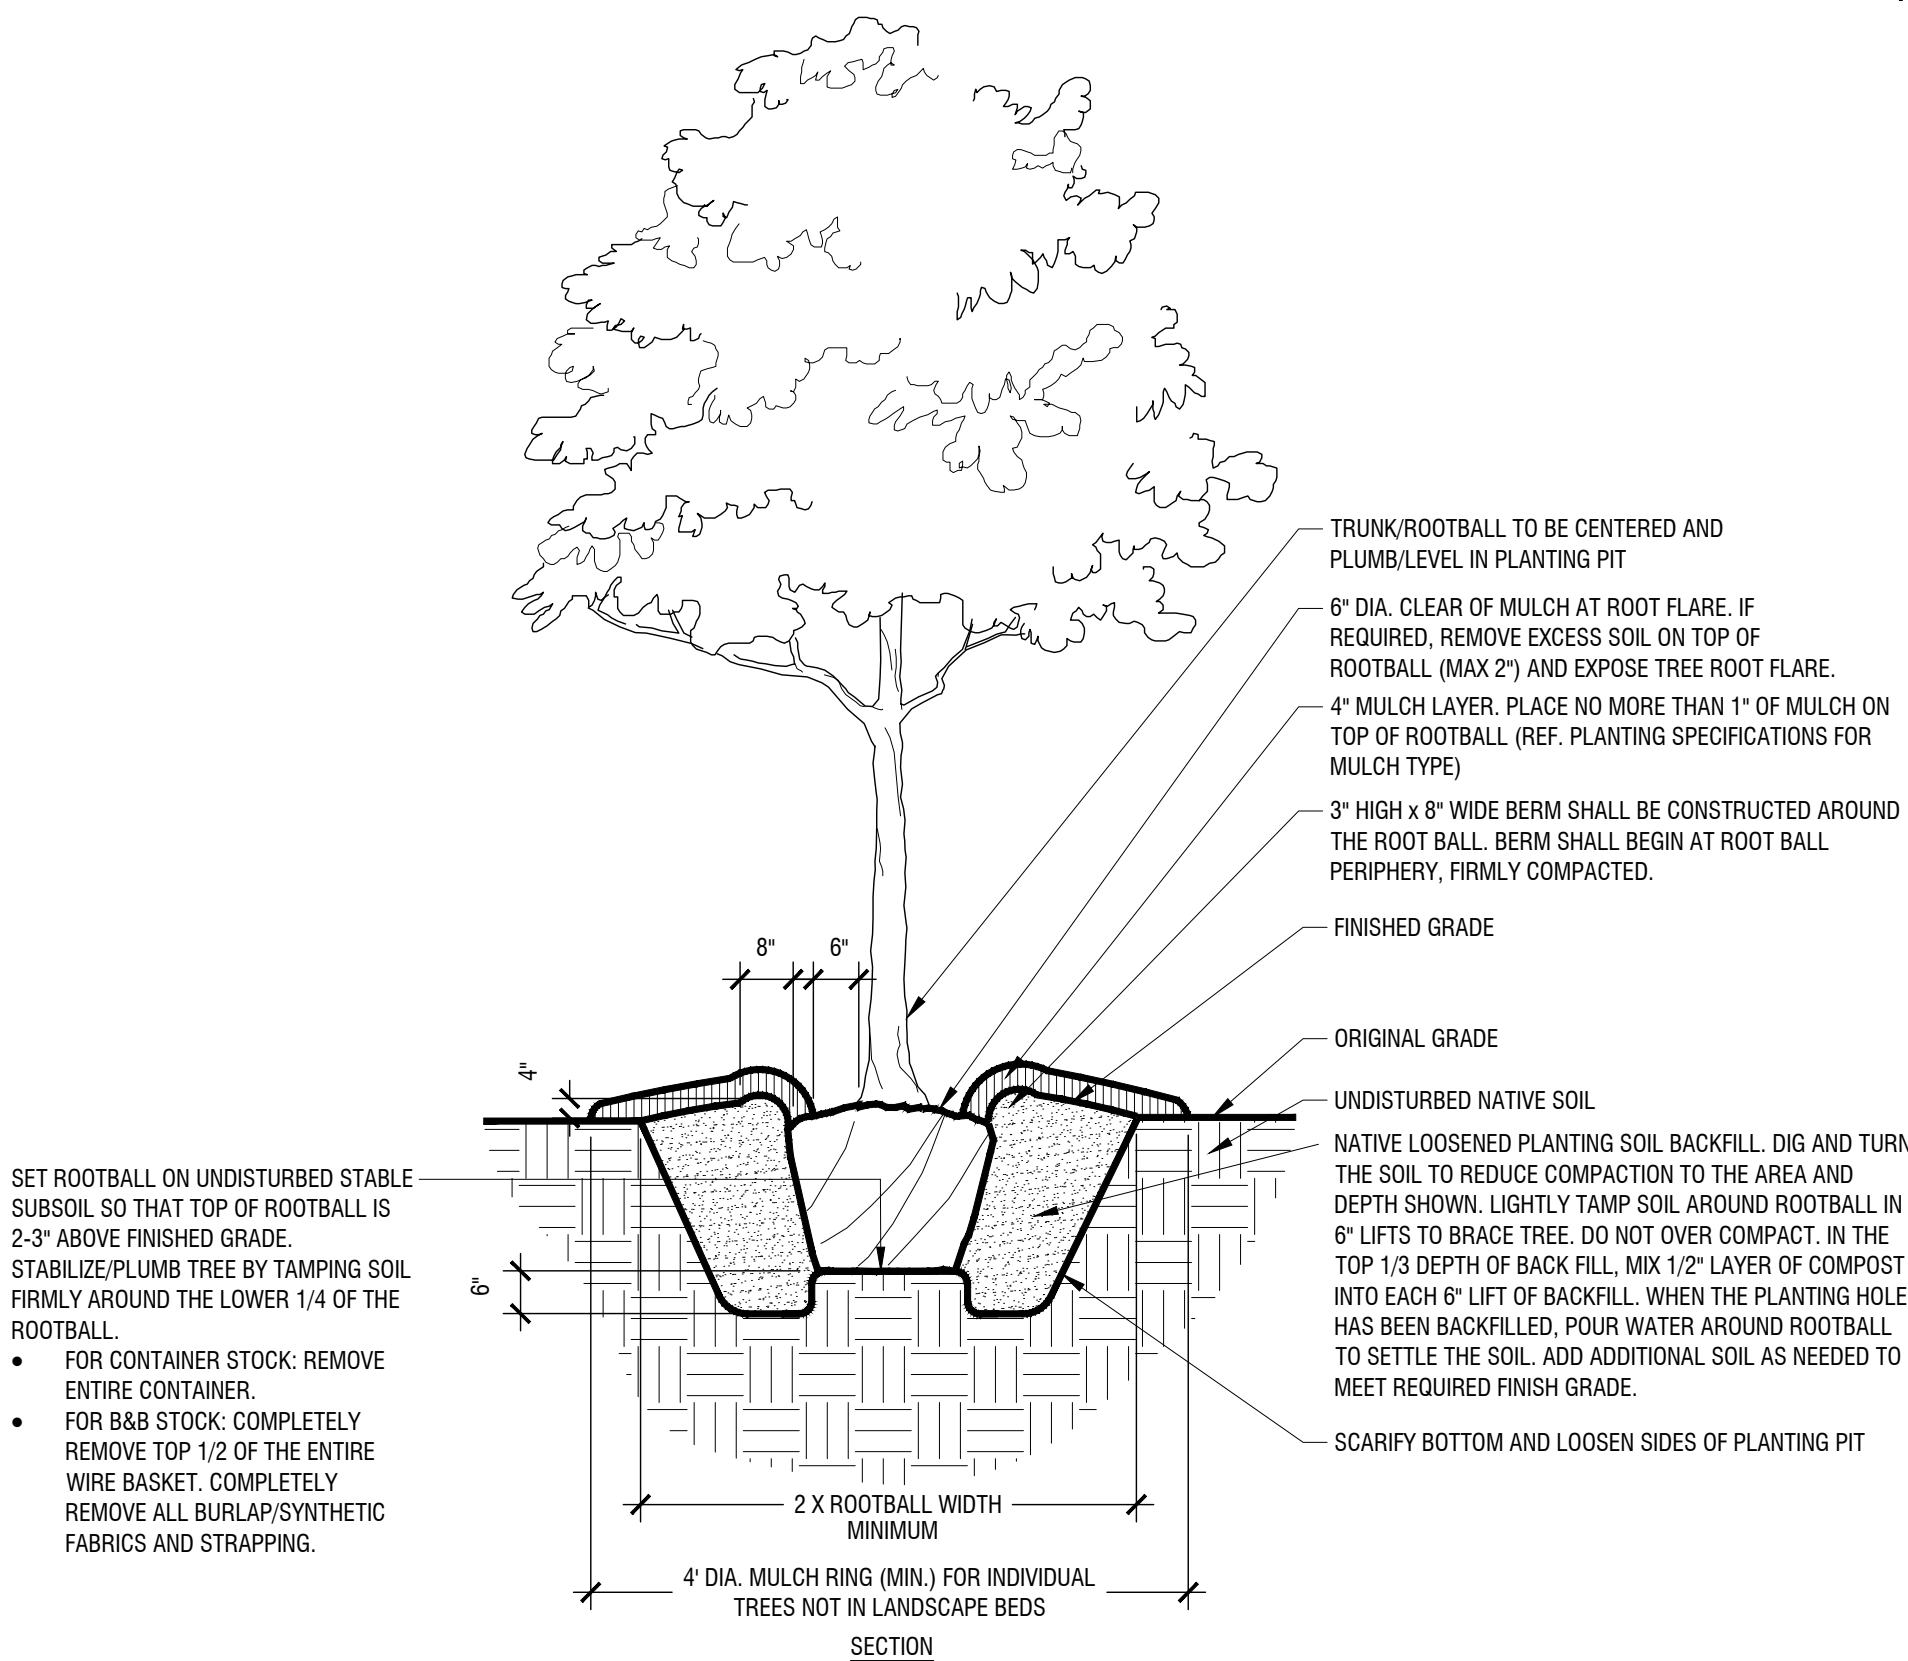 TRUNK/ROOTBALL TO BE CENTERED AND
PLUMB/LEVEL IN PLANTING PIT
6" DIA. CLEAR OF MULCH AT ROOT FLARE. IF
REQUIRED, REMOVE EXCESS SOIL ON TOP OF
ROOTBALL (MAX 2") AND EXPOSE TREE ROOT FLARE.
4" MULCH LAYER. PLACE NO MORE THAN 1" OF MULCH ON
TOP OF ROOTBALL (REF. PLANTING SPECIFICATIONS FOR
MULCH TYPE)
3" HIGH x 8" WIDE BERM SHALL BE CONSTRUCTED AROUND
THE ROOT BALL. BERM SHALL BEGIN AT ROOT BALL
PERIPHERY, FIRMLY COMPACTED.
FINISHED GRADE
8" 6"
ORIGINAL GRADE
4"
UNDISTURBED NATIVE SOIL
NATIVE LOOSENED PLANTING SOIL BACKFILL. DIG AND TURN
THE SOIL TO REDUCE COMPACTION TO THE AREA AND
DEPTH SHOWN. LIGHTLY TAMP SOIL AROUND ROOTBALL IN
6" LIFTS TO BRACE TREE. DO NOT OVER COMPACT. IN THE
TOP 1/3 DEPTH OF BACK FILL, MIX 1/2" LAYER OF COMPOST
INTO EACH 6" LIFT OF BACKFILL. WHEN THE PLANTING HOLE
HAS BEEN BACKFILLED, POUR WATER AROUND ROOTBALL
TO SETTLE THE SOIL. ADD ADDITIONAL SOIL AS NEEDED TO
MEET REQUIRED FINISH GRADE.
SCARIFY BOTTOM AND LOOSEN SIDES OF PLANTING PIT
SET ROOTBALL ON UNDISTURBED STABLE
SUBSOIL SO THAT TOP OF ROOTBALL IS
2-3" ABOVE FINISHED GRADE.
STABILIZE/PLUMB TREE BY TAMPING SOIL
FIRMLY AROUND THE LOWER 1/4 OF THE
ROOTBALL.
• FOR CONTAINER STOCK: REMOVE
ENTIRE CONTAINER.
• FOR B&B STOCK: COMPLETELY
REMOVE TOP 1/2 OF THE ENTIRE
WIRE BASKET. COMPLETELY
REMOVE ALL BURLAP/SYNTHETIC
FABRICS AND STRAPPING.
6"
2 X ROOTBALL WIDTH
MINIMUM
4' DIA. MULCH RING (MIN.) FOR INDIVIDUAL
TREES NOT IN LANDSCAPE BEDS
SECTION